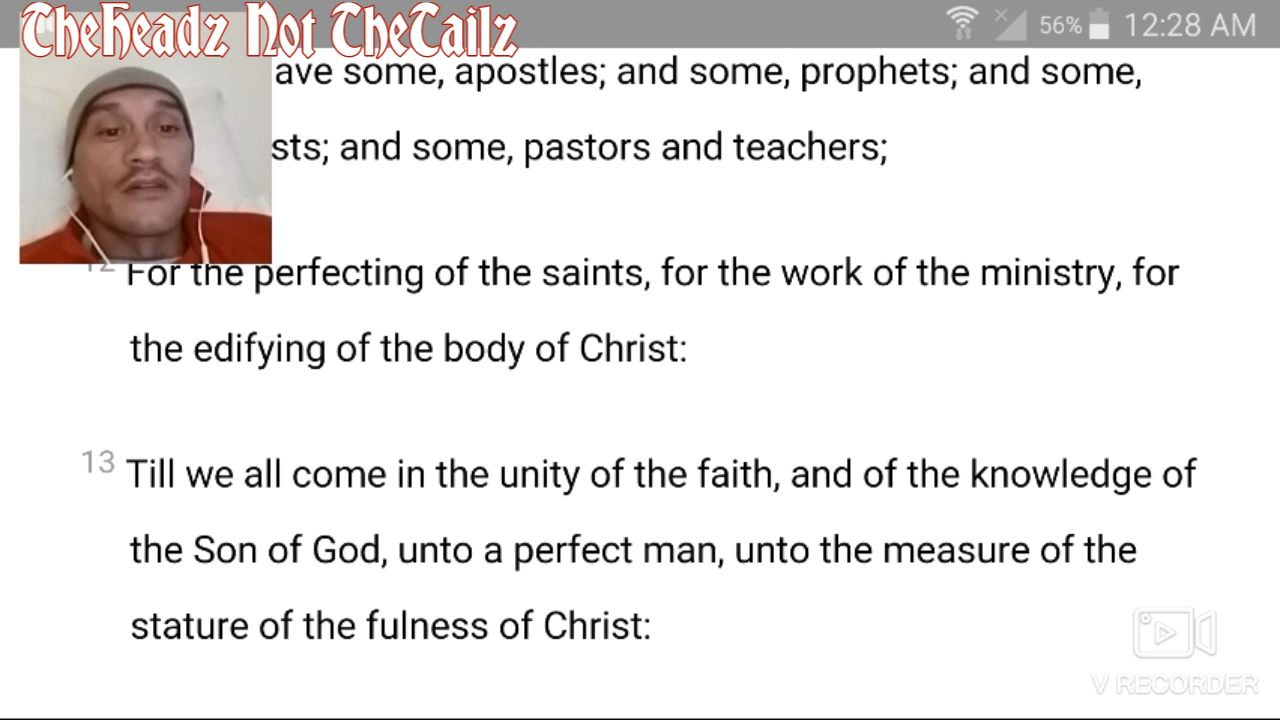 TheHeadz Not TheTailz
56% 12:28 AM
ave some, apostles; and some, prophets; and some,
sts; and some, pastors and teachers;
12 For the perfecting of the saints, for the work of the ministry, for
the edifying of the body of Christ:
13 Till we all come in the unity of the faith, and of the knowledge of
the Son of God, unto a perfect man, unto the measure of the
stature of the fulness of Christ:
V RECORDER